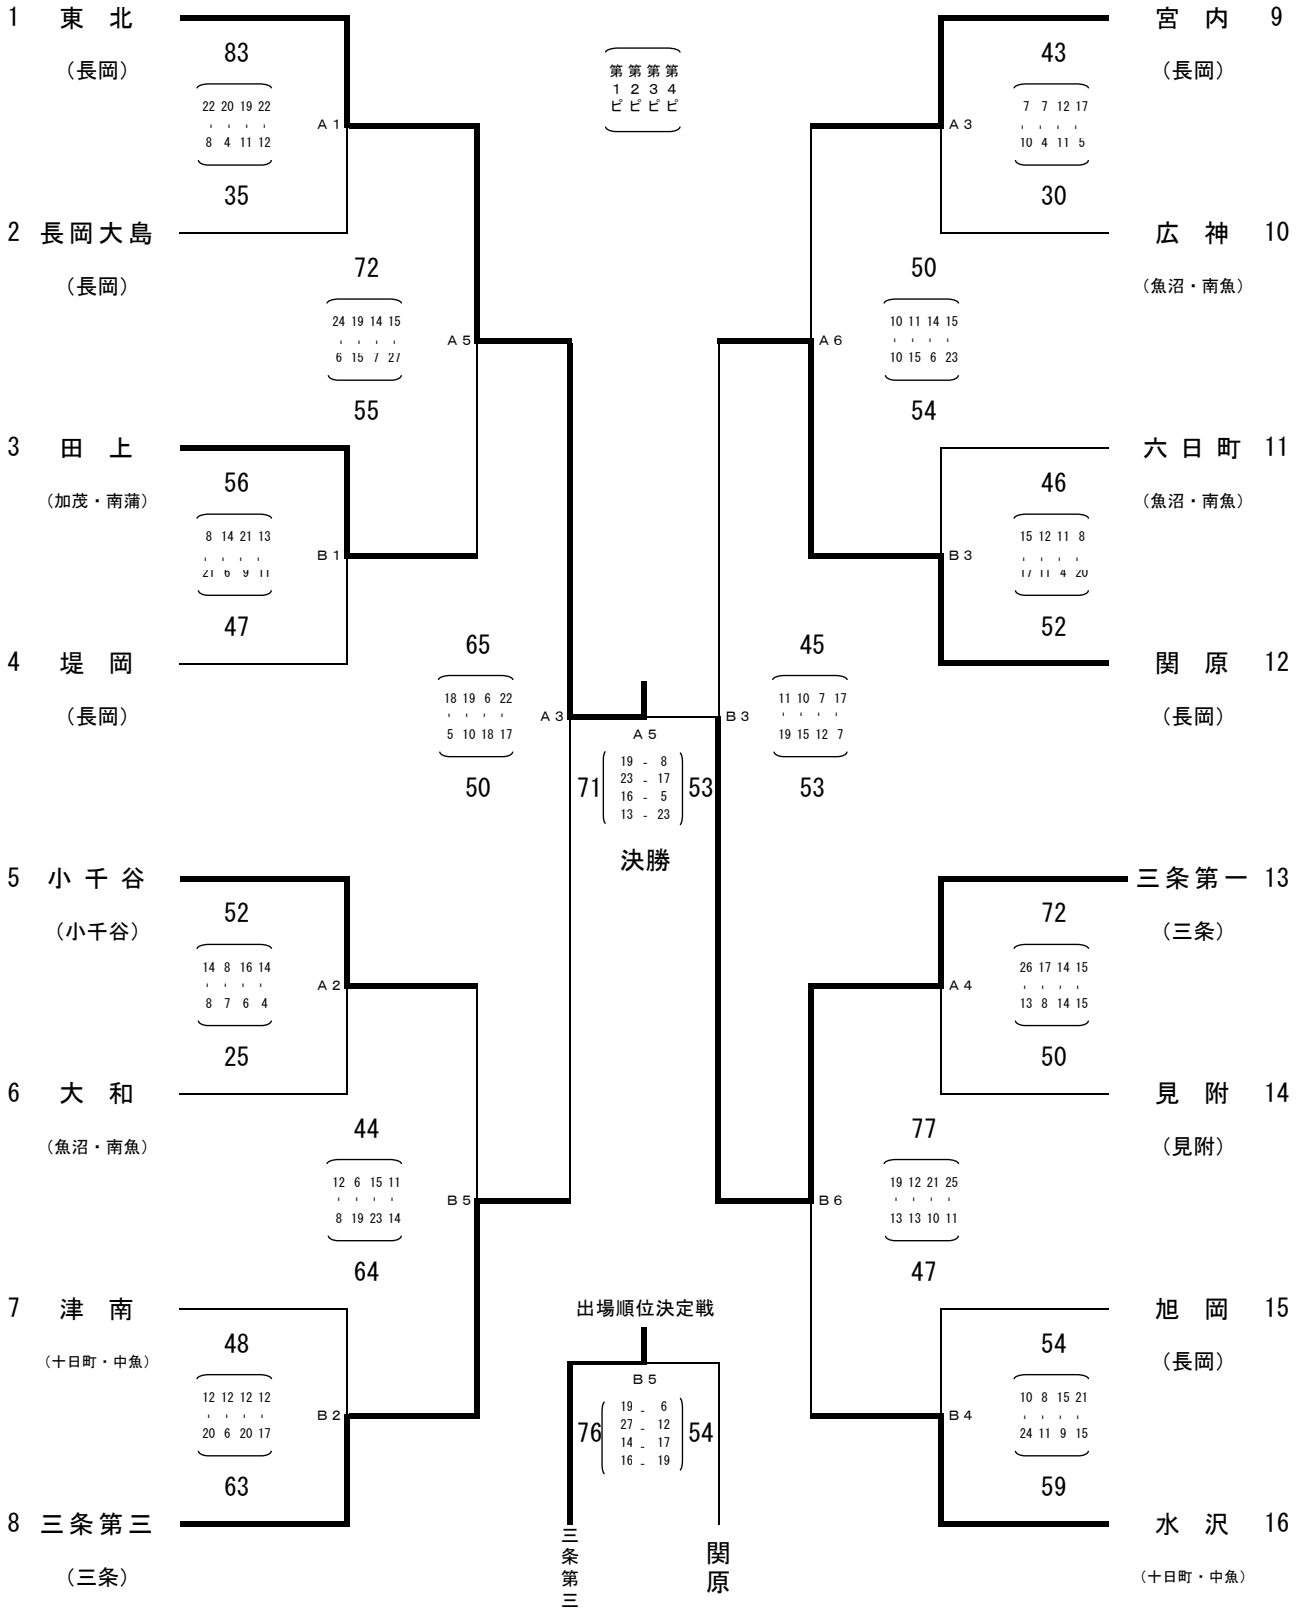 1 東 北
（長岡）
83
22 20 19 22
- - - -
8 4 11 12
35
A1
2 長岡大島
（長岡）
72
24 19 14 15
- - - -
6 15 7 27
55
A5
3 田 上
（加茂・南蒲）
56
8 14 21 13
- - - -
21 6 9 11
47
B1
4 堤 岡
（長岡）
65
18 19 6 22
- - - -
5 10 18 17
50
A3
5 小千谷
（小千谷）
52
14 8 16 14
- - - -
8 7 6 4
25
A2
6 大 和
（魚沼・南魚）
44
12 6 15 11
- - - -
8 19 23 14
64
B5
7 津 南
（十日町・中魚）
48
12 12 12 12
- - - -
20 6 20 17
63
B2
8 三条第三
（三条）
第1ピ
第2ピ
第3ピ
第4ピ
A5
71
19 - 8
23 - 17
16 - 5
13 - 23
53
決勝
出場順位決定戦
B5
76
19 - 6
27 - 12
14 - 17
16 - 19
54
三条第三
関原
宮 内 9
（長岡）
43
7 7 12 17
- - - -
10 4 11 5
30
A3
広 神 10
（魚沼・南魚）
50
10 11 14 15
- - - -
10 15 6 23
54
A6
六日町 11
（魚沼・南魚）
46
15 12 11 8
- - - -
17 11 4 20
52
B3
関 原 12
（長岡）
45
11 10 7 17
- - - -
19 15 12 7
53
B3
三条第一 13
（三条）
72
26 17 14 15
- - - -
13 8 14 15
50
A4
見 附 14
（見附）
77
19 12 21 25
- - - -
13 13 10 11
47
B6
旭 岡 15
（長岡）
54
10 8 15 21
- - - -
24 11 9 15
59
B4
水 沢 16
（十日町・中魚）